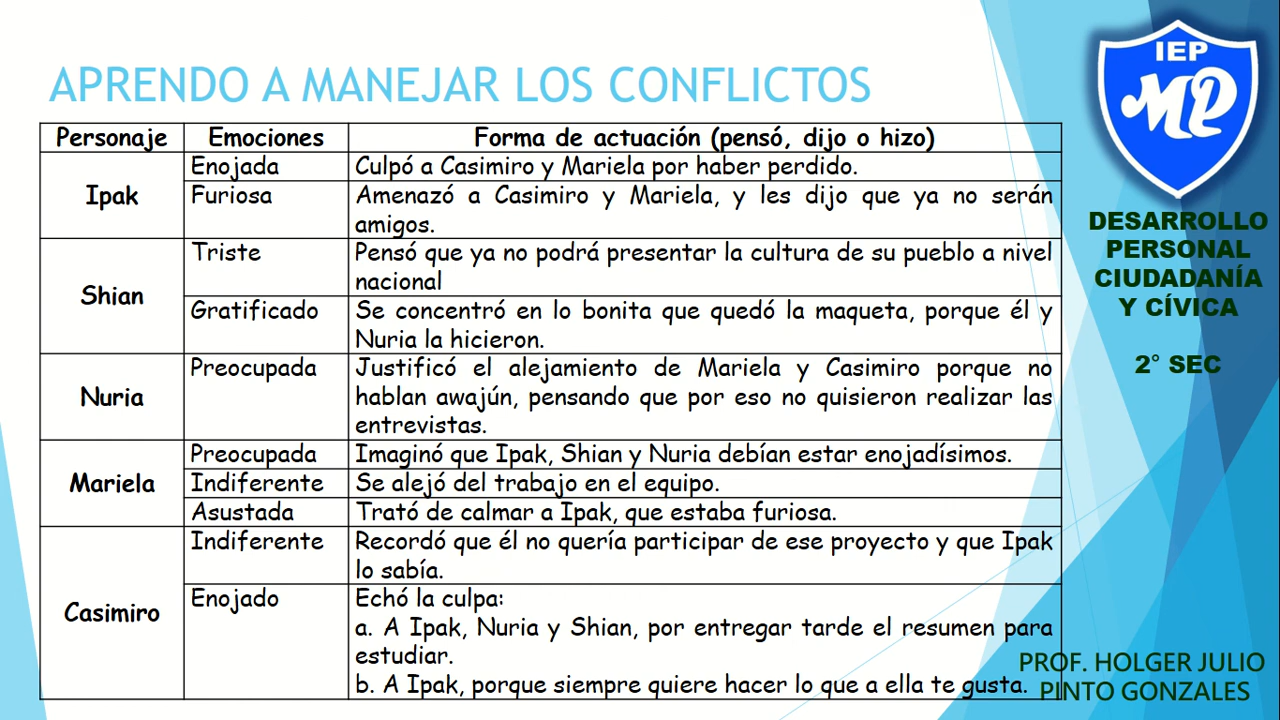 APRENDO A MANEJAR LOS CONFLICTOS
Personaje Emociones Forma de actuación (pensó, dijo o hizo)
Ipak
Enojada Culpó a Casimiro y Mariela por haber perdido.
Furiosa Amenazó a Casimiro y Mariela, y les dijo que ya no serán
amigos.
Shian
Triste Pensó que ya no podrá presentar la cultura de su pueblo a nivel
nacional
Gratificado Se concentró en lo bonita que quedó la maqueta, porque él y
Nuria la hicieron.
Nuria
Preocupada Justificó el alejamiento de Mariela y Casimiro porque no
hablan awajún, pensando que por eso no quisieron realizar las
entrevistas.
Mariela
Preocupada Imaginó que Ipak, Shian y Nuria debían estar enojadísimos.
Indiferente Se alejó del trabajo en el equipo.
Asustada Trató de calmar a Ipak, que estaba furiosa.
Casimiro
Indiferente Recordó que él no quería participar de ese proyecto y que Ipak
lo sabía.
Enojado Echó la culpa:
a. A Ipak, Nuria y Shian, por entregar tarde el resumen para
estudiar.
b. A Ipak, porque siempre quiere hacer lo que a ella te gusta.
IEP
MP
DESARROLLO
PERSONAL
CIUDADANÍA
Y CÍVICA
2° SEC
PROF. HOLGER JULIO
PINTO GONZALES